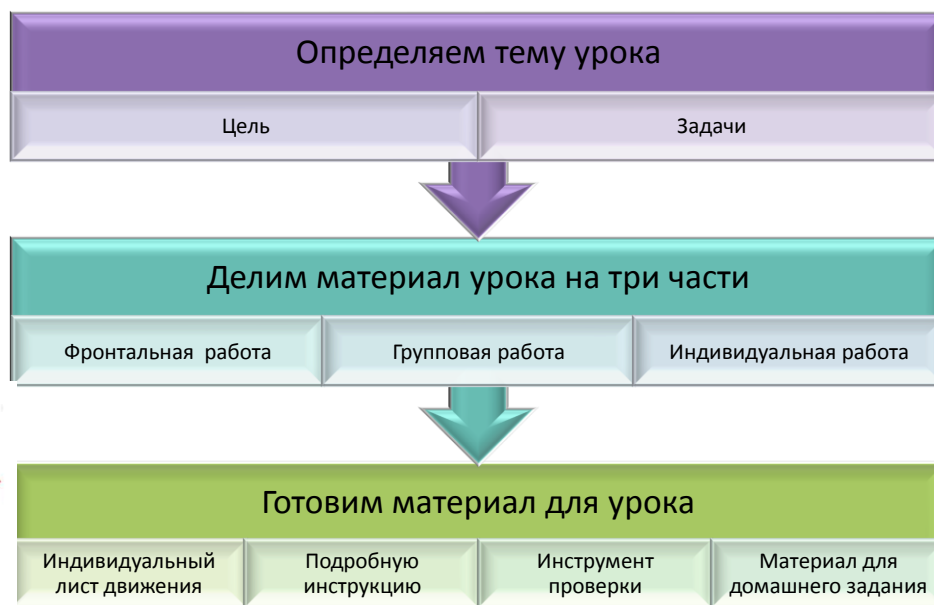 Определяем тему урока
Цель
Задачи
Делим материал урока на три части
Фронтальная работа
Групповая работа
Индивидуальная работа
Готовим материал для урока
Индивидуальный
лист движения
Подробную
инструкцию
Инструмент
проверки
Материал для
домашнего задания